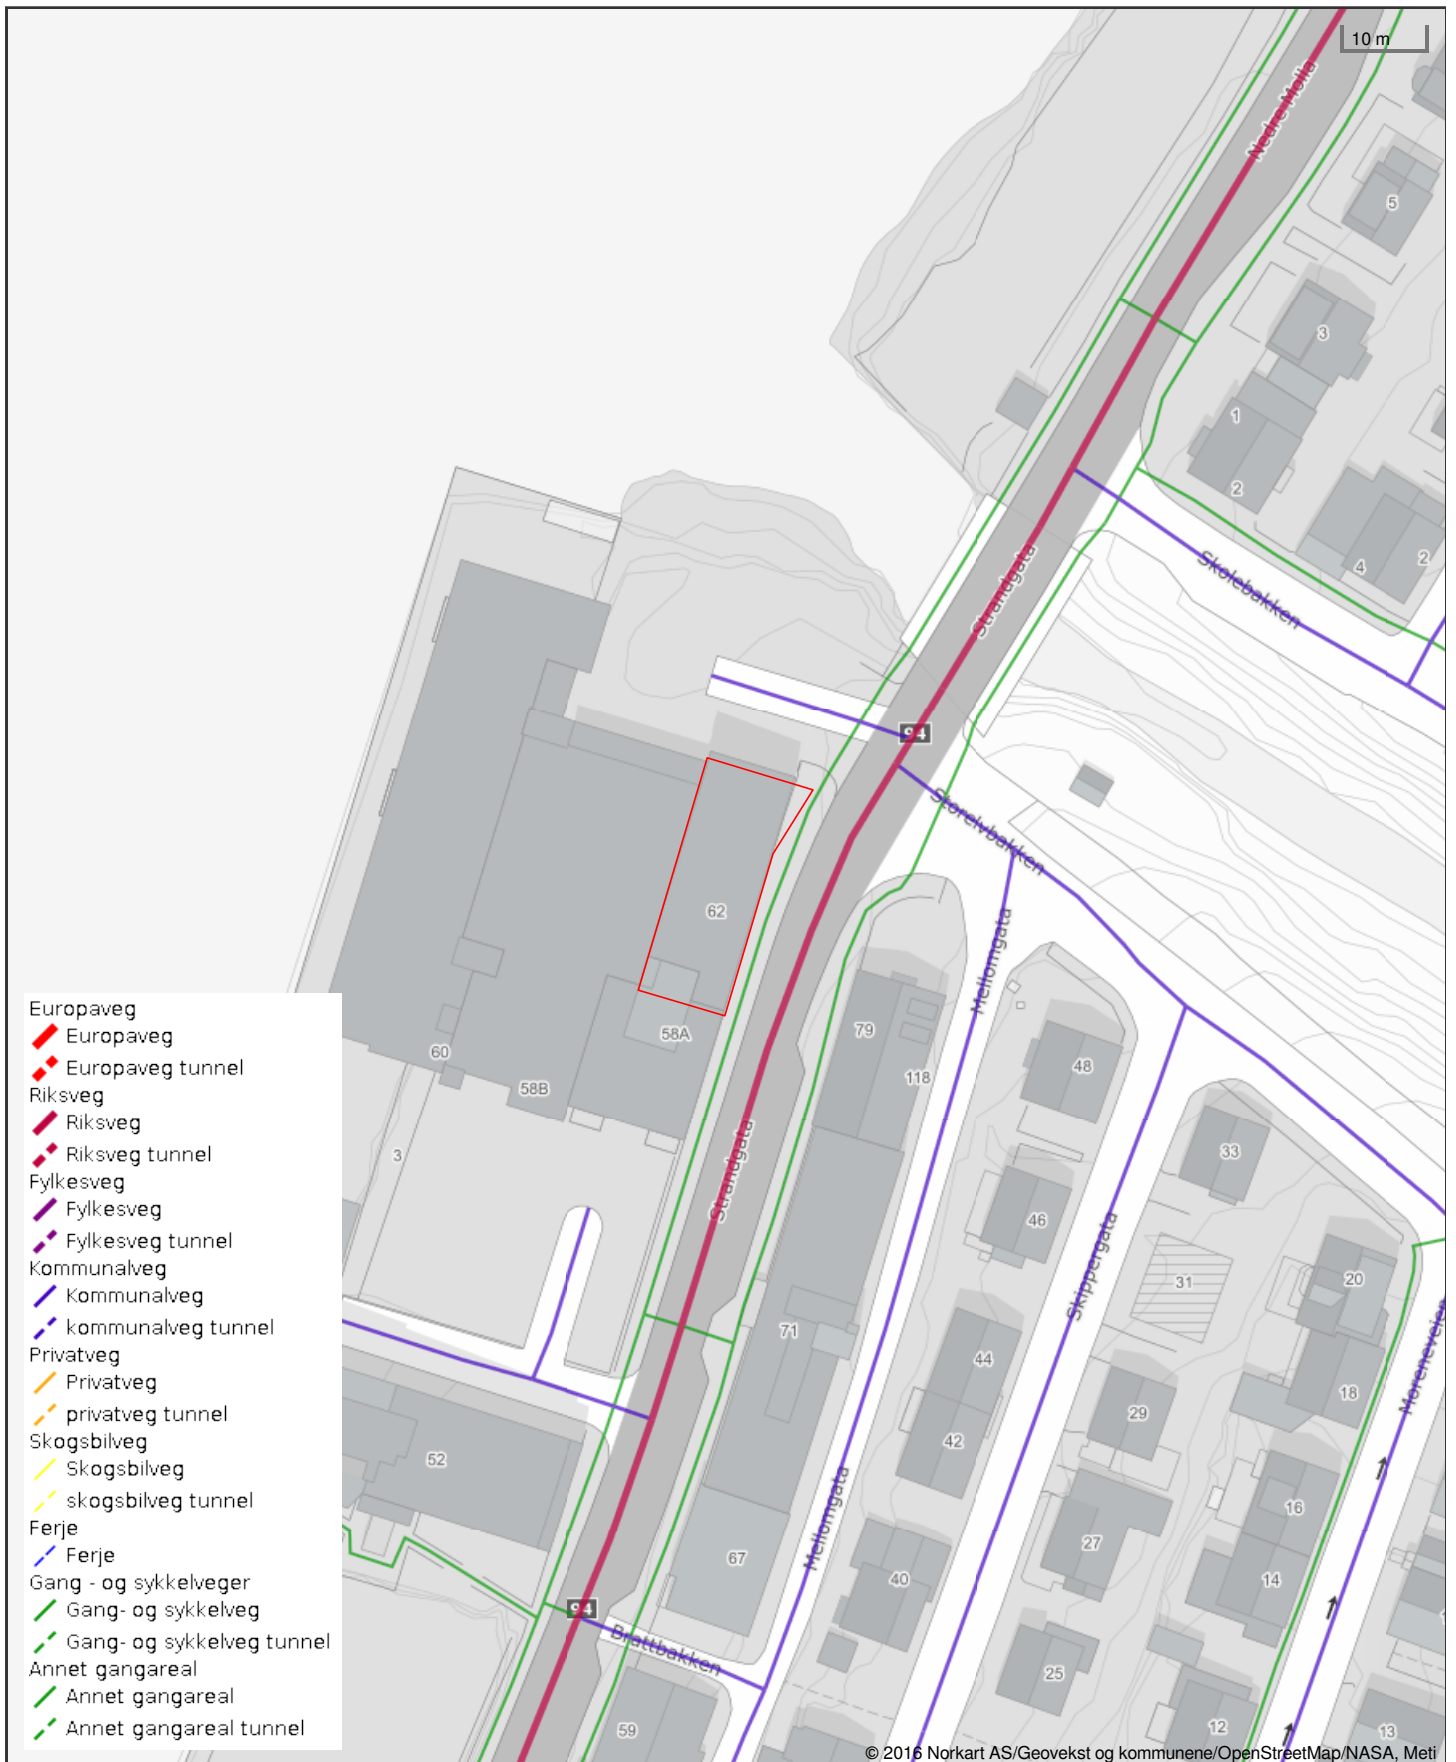 10 m
Nedre Molla
5
3
1
2
Strandgata
Skolebakken
4
2
94
Storelvbakken
62
Mellomgata
79
58A
48
118
60
58B
33
3
46
Strandgata
Skippergata
31
20
71
44
18
Moreneveien
29
42
52
16
Mellomgata
27
67
40
14
94
Brattbakken
25
59
12
13
Europaveg
Europaveg
Europaveg tunnel
Riksveg
Riksveg
Riksveg tunnel
Fylkesveg
Fylkesveg
Fylkesveg tunnel
Kommunalveg
Kommunalveg
kommunalveg tunnel
Privatveg
Privatveg
privatveg tunnel
Skogsbilveg
Skogsbilveg
skogsbilveg tunnel
Ferje
Ferje
Gang - og sykkelveger
Gang- og sykkelveg
Gang- og sykkelveg tunnel
Annet gangareal
Annet gangareal
Annet gangareal tunnel
© 2016 Norkart AS/Geovekst og kommunene/OpenStreetMap/NASA, Meti